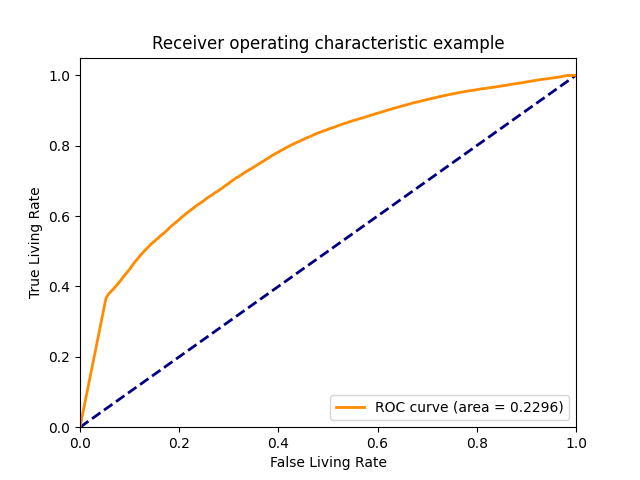 Receiver operating characteristic example
True Living Rate
1.0
0.8
0.6
0.4
0.2
0.0
ROC curve (area = 0.2296)
0.0 0.2 0.4 0.6 0.8 1.0
False Living Rate